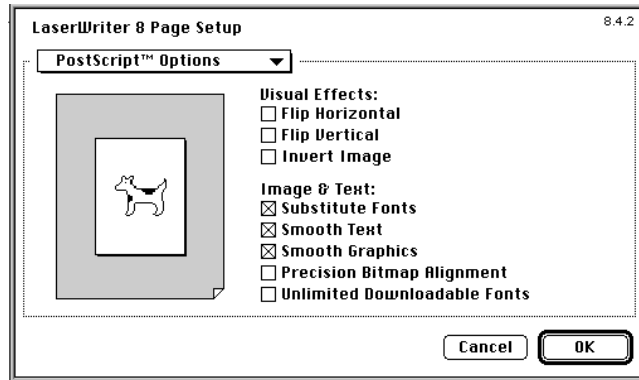 LaserWriter 8 Page Setup
8.4.2
PostScript™ Options
Visual Effects:
Flip Horizontal
Flip Vertical
Invert Image
Image & Text:
Substitute Fonts
Smooth Text
Smooth Graphics
Precision Bitmap Alignment
Unlimited Downloadable Fonts
Cancel
OK